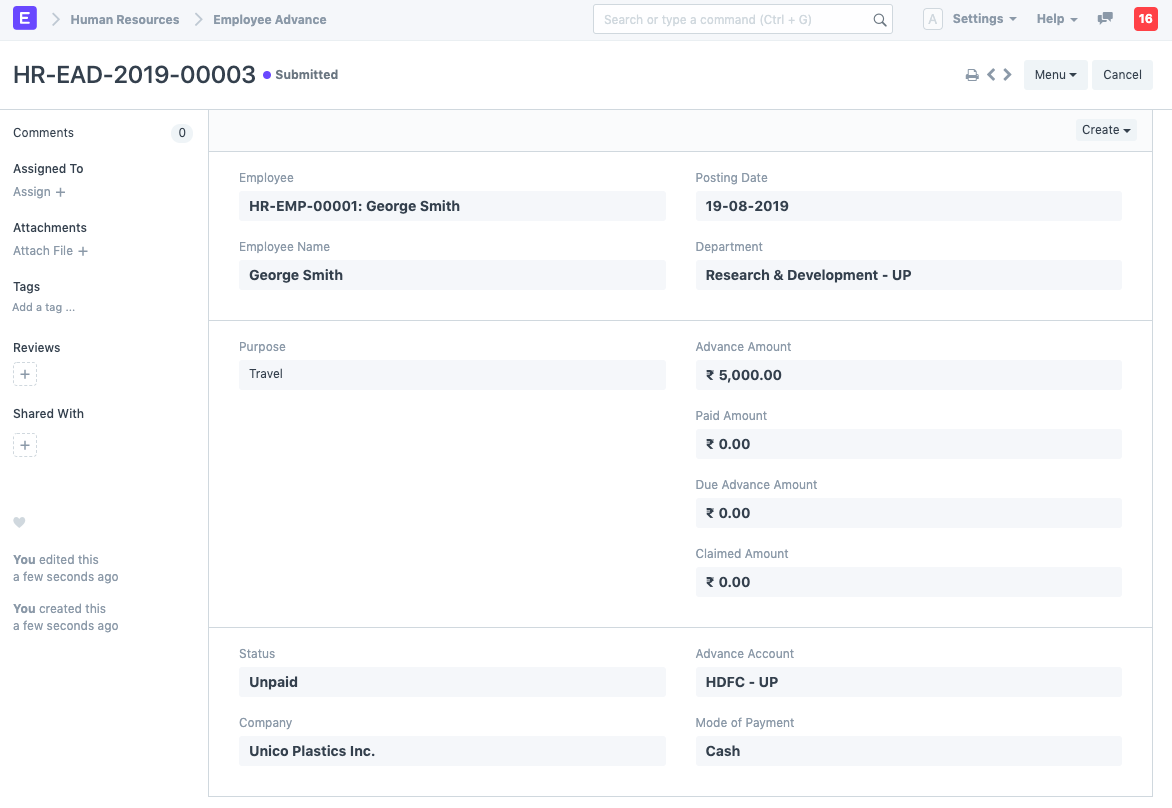 E Human Resources Employee Advance Search or type a command (Ctrl + G) A Settings Help 16
HR-EAD-2019-00003 Submitted Menu Cancel
Comments 0
Create
Assigned To
Assign +
Attachments
Attach File +
Tags
Add a tag ...
Reviews
+
Shared With
+
You edited this
a few seconds ago
You created this
a few seconds ago
Employee
HR-EMP-00001: George Smith
Employee Name
George Smith
Posting Date
19-08-2019
Department
Research & Development - UP
Purpose
Travel
Advance Amount
₹ 5,000.00
Paid Amount
₹ 0.00
Due Advance Amount
₹ 0.00
Claimed Amount
₹ 0.00
Status
Unpaid
Company
Unico Plastics Inc.
Advance Account
HDFC - UP
Mode of Payment
Cash